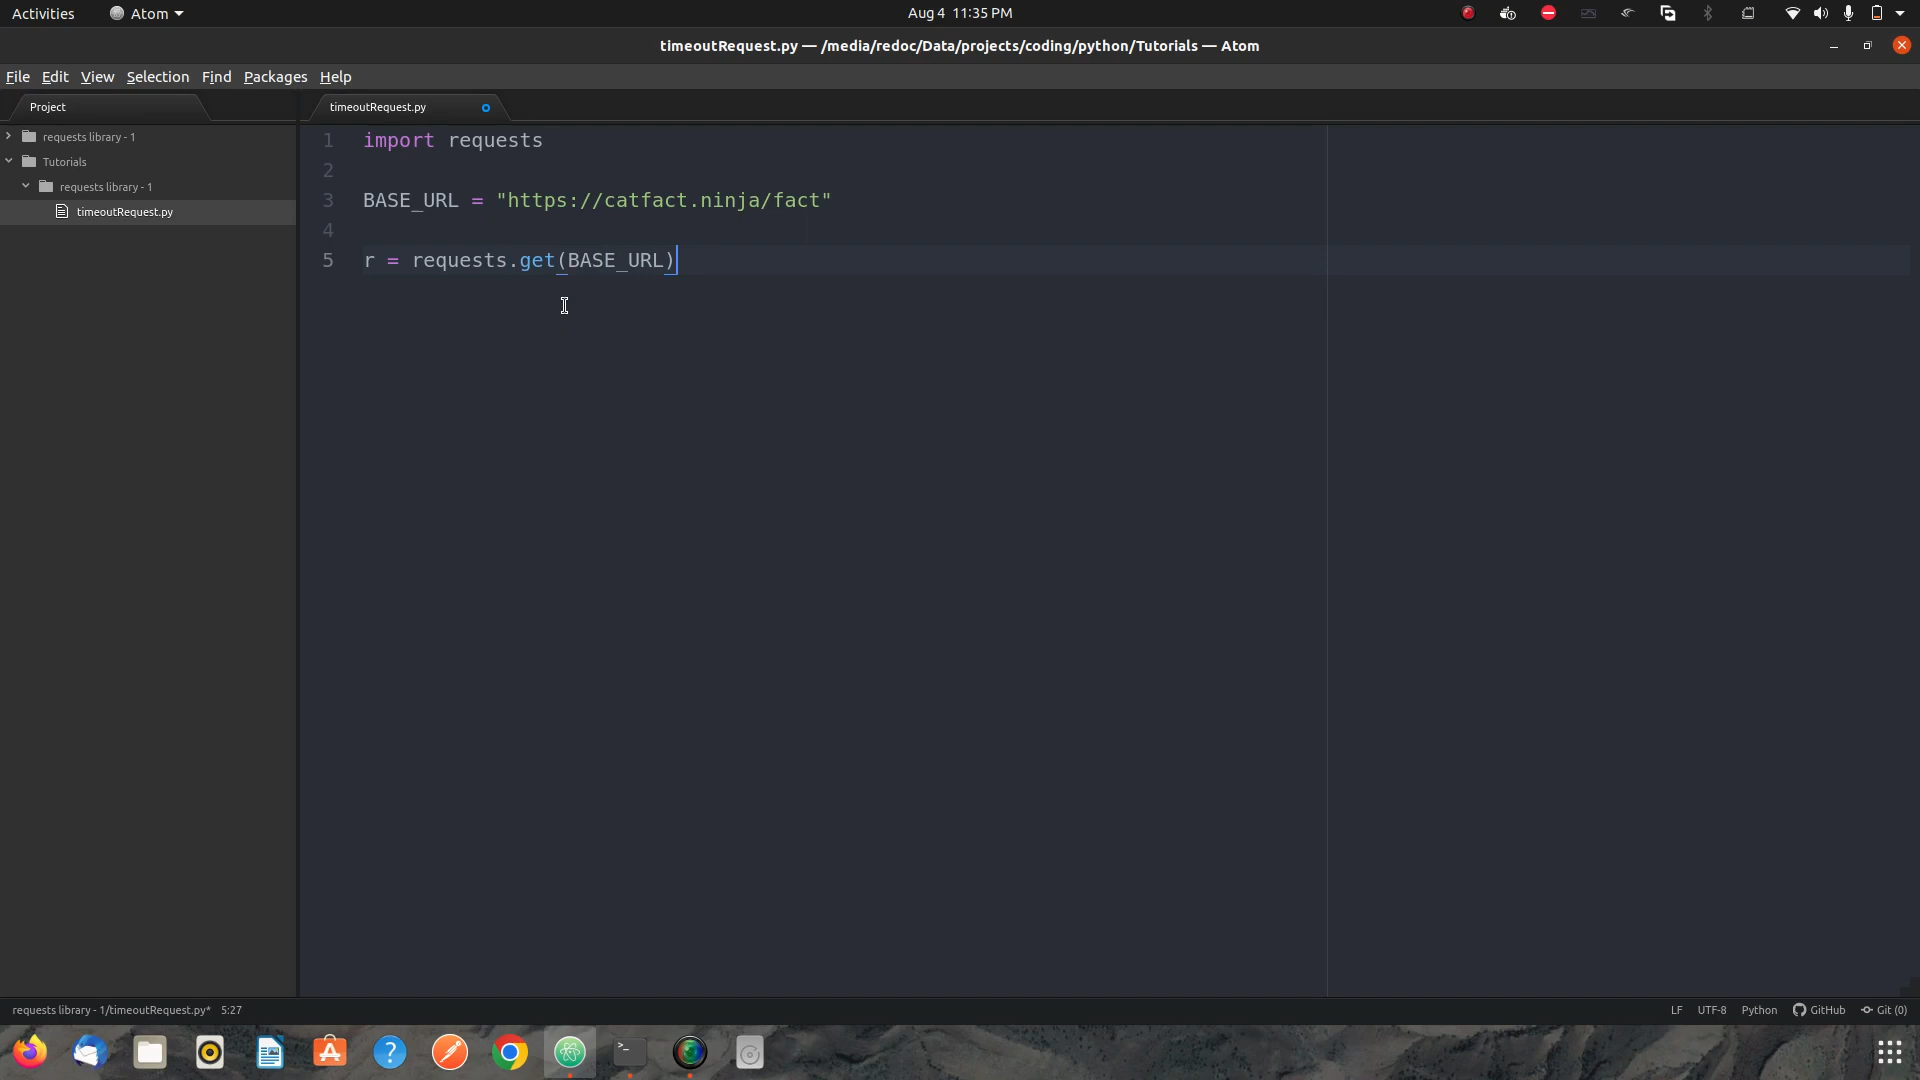 Activities Atom Aug 4 11:35 PM
timeoutRequest.py — /media/redoc/Data/projects/coding/python/Tutorials — Atom
File Edit View Selection Find Packages Help
Project timeoutRequest.py
requests library - 1
Tutorials
requests library - 1
timeoutRequest.py
1 import requests
2
3 BASE_URL = "https://catfact.ninja/fact"
4
5 r = requests.get(BASE_URL)
requests library - 1/timeoutRequest.py* 5:27 LF UTF-8 Python GitHub Git (0)